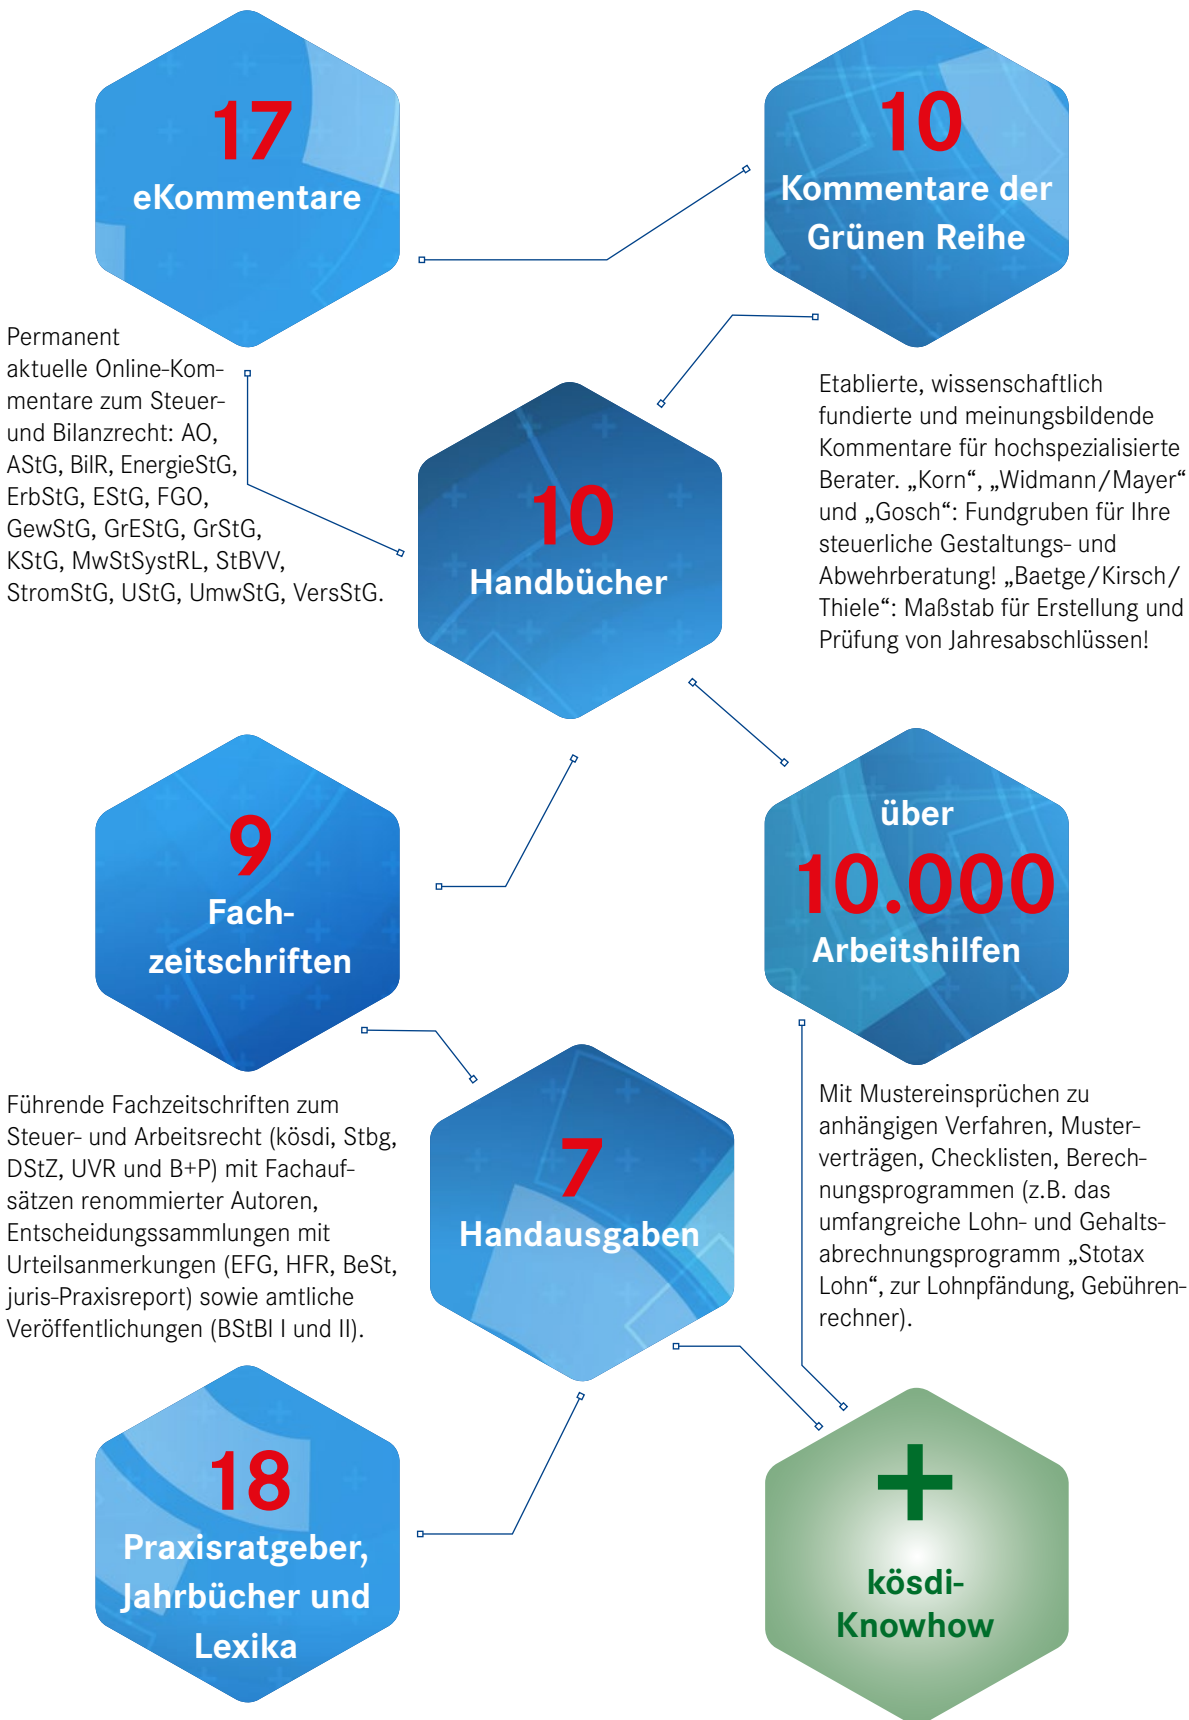 17
eKommentare
10
Kommentare der
Grünen Reihe
Permanent
aktuelle Online-Kom-
mentare zum Steuer-
und Bilanzrecht: AO,
AStG, BilR, EnergieStG,
ErbStG, EStG, FGO,
GewStG, GrEStG, GrStG,
KStG, MwStSystRL, StBVV,
StromStG, UStG, UmwStG, VersStG.
Etablierte, wissenschaftlich
fundierte und meinungsbildende
Kommentare für hochspezialisierte
Berater. „Korn“, „Widmann/Mayer“
und „Gosch“: Fundgruben für Ihre
steuerliche Gestaltungs- und
Abwehrberatung! „Baetge/Kirsch/
Thiele“: Maßstab für Erstellung und
Prüfung von Jahresabschlüssen!
10
Handbücher
9
Fach-
zeitschriften
über
10.000
Arbeitshilfen
Führende Fachzeitschriften zum
Steuer- und Arbeitsrecht (kösdi, Stbg,
DStZ, UVR und B+P) mit Fachauf-
sätzen renommierter Autoren,
Entscheidungssammlungen mit
Urteilsanmerkungen (EFG, HFR, BeSt,
juris-Praxisreport) sowie amtliche
Veröffentlichungen (BStBl I und II).
Mit Mustereinsprüchen zu
anhängigen Verfahren, Muster-
verträgen, Checklisten, Berech-
nungsprogrammen (z.B. das
umfangreiche Lohn- und Gehalts-
abrechnungsprogramm „Stotax
Lohn“, zur Lohnpfändung, Gebühren-
rechner).
7
Handausgaben
18
Praxisratgeber,
Jahrbücher und
Lexika
+
kösdi-
Knowhow